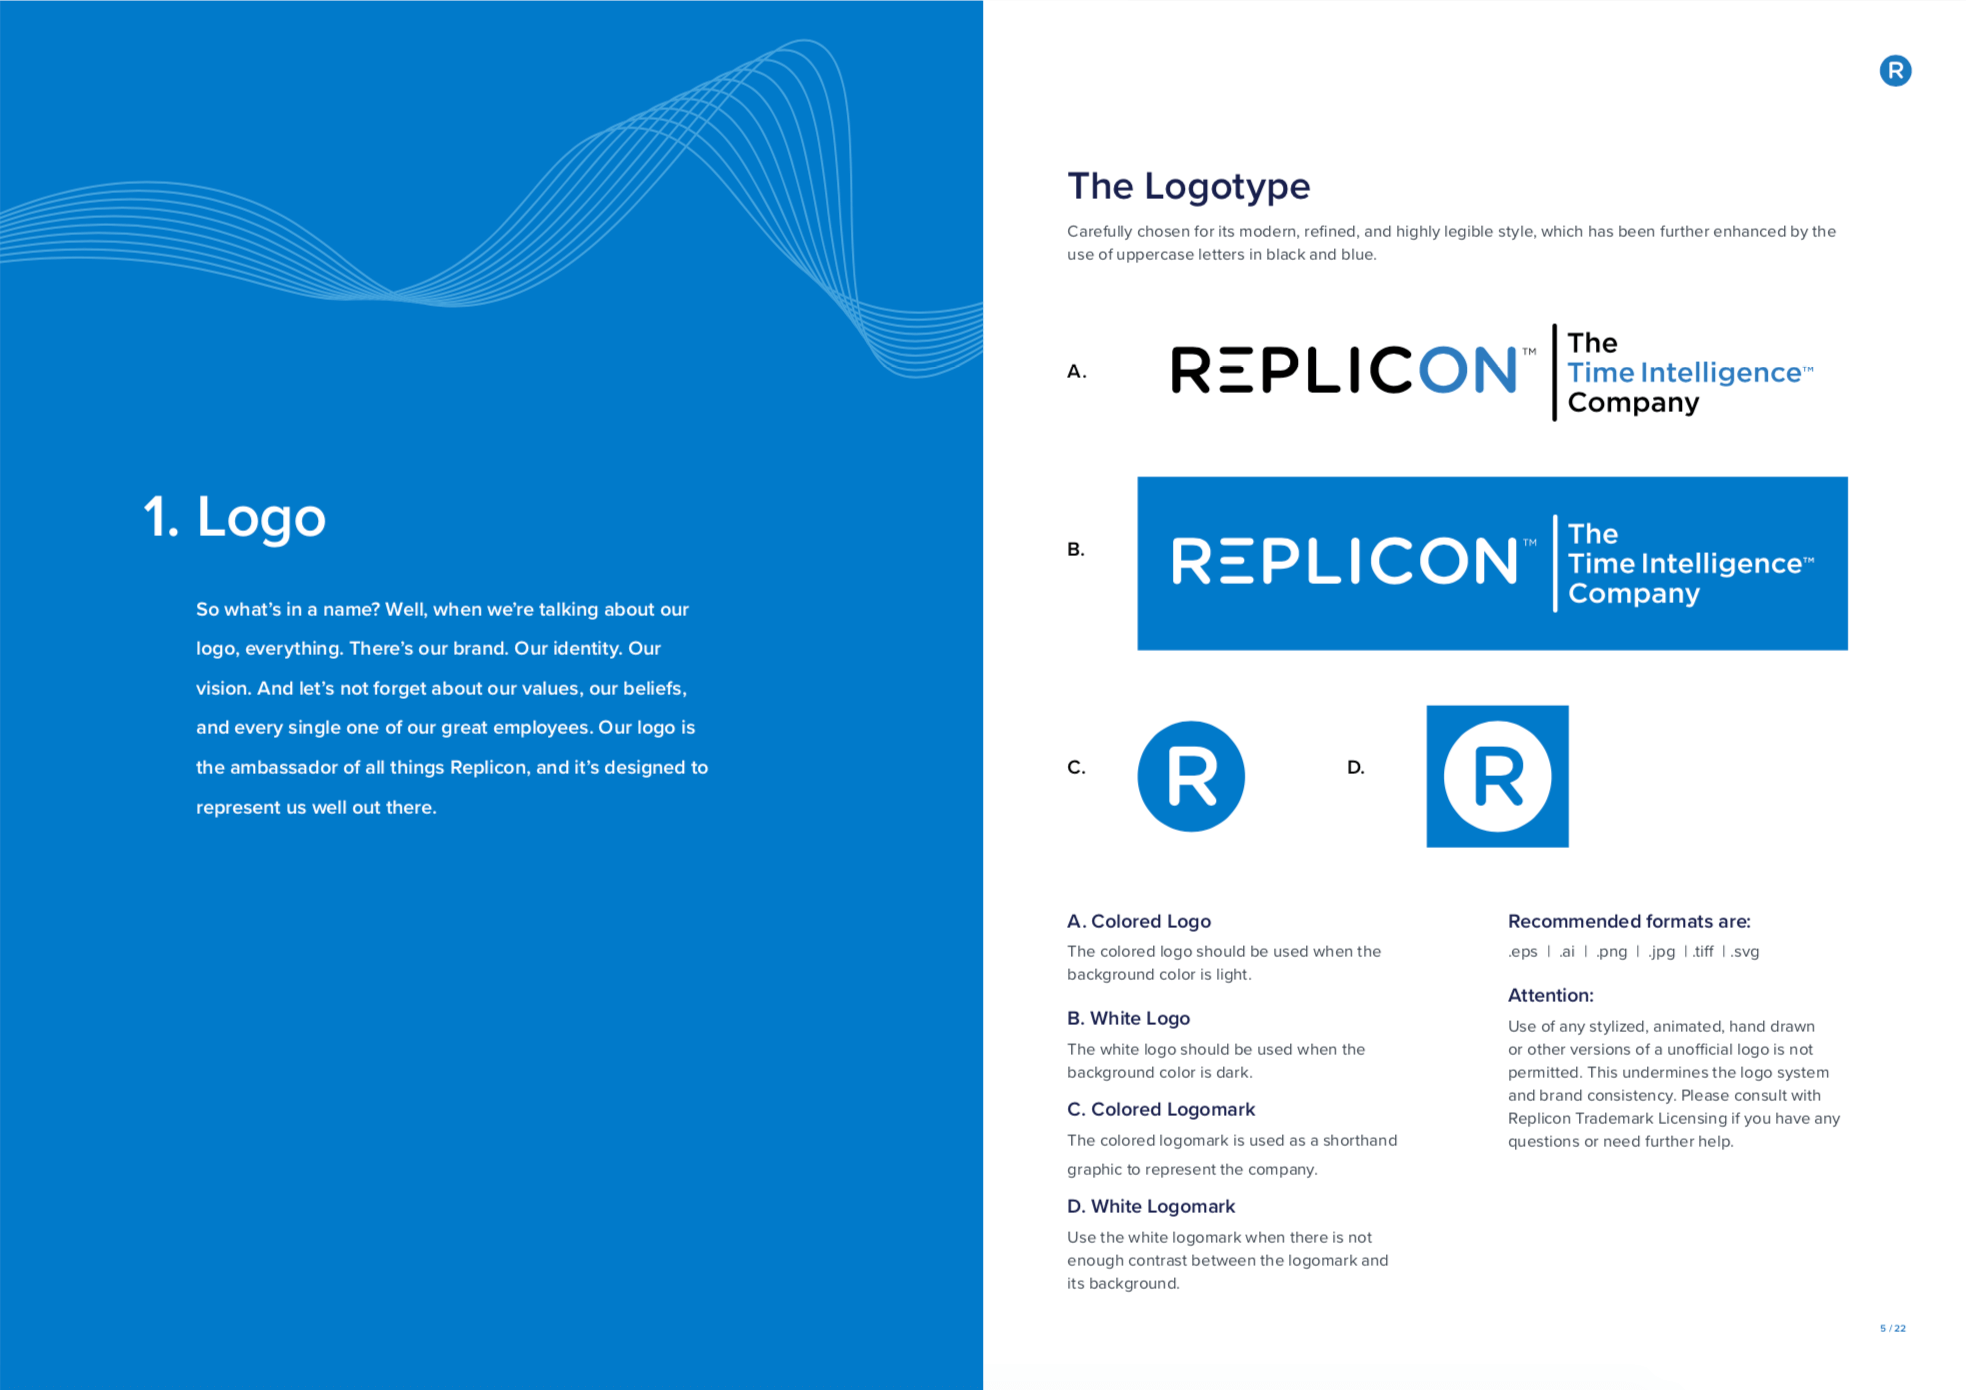 1. Logo
So what’s in a name? Well, when we’re talking about our
logo, everything. There’s our brand. Our identity. Our
vision. And let’s not forget about our values, our beliefs,
and every single one of our great employees. Our logo is
the ambassador of all things Replicon, and it’s designed to
represent us well out there.
R
The Logotype
Carefully chosen for its modern, refined, and highly legible style, which has been further enhanced by the
use of uppercase letters in black and blue.
A.
REPLICON™
The
Time Intelligence™
Company
B.
REPLICON™
The
Time Intelligence™
Company
C.
R
D.
R
A. Colored Logo
The colored logo should be used when the
background color is light.
B. White Logo
The white logo should be used when the
background color is dark.
C. Colored Logomark
The colored logomark is used as a shorthand
graphic to represent the company.
D. White Logomark
Use the white logomark when there is not
enough contrast between the logomark and
its background.
Recommended formats are:
.eps | .ai | .png | .jpg | .tiff | .svg
Attention:
Use of any stylized, animated, hand drawn
or other versions of a unofficial logo is not
permitted. This undermines the logo system
and brand consistency. Please consult with
Replicon Trademark Licensing if you have any
questions or need further help.
5 / 22